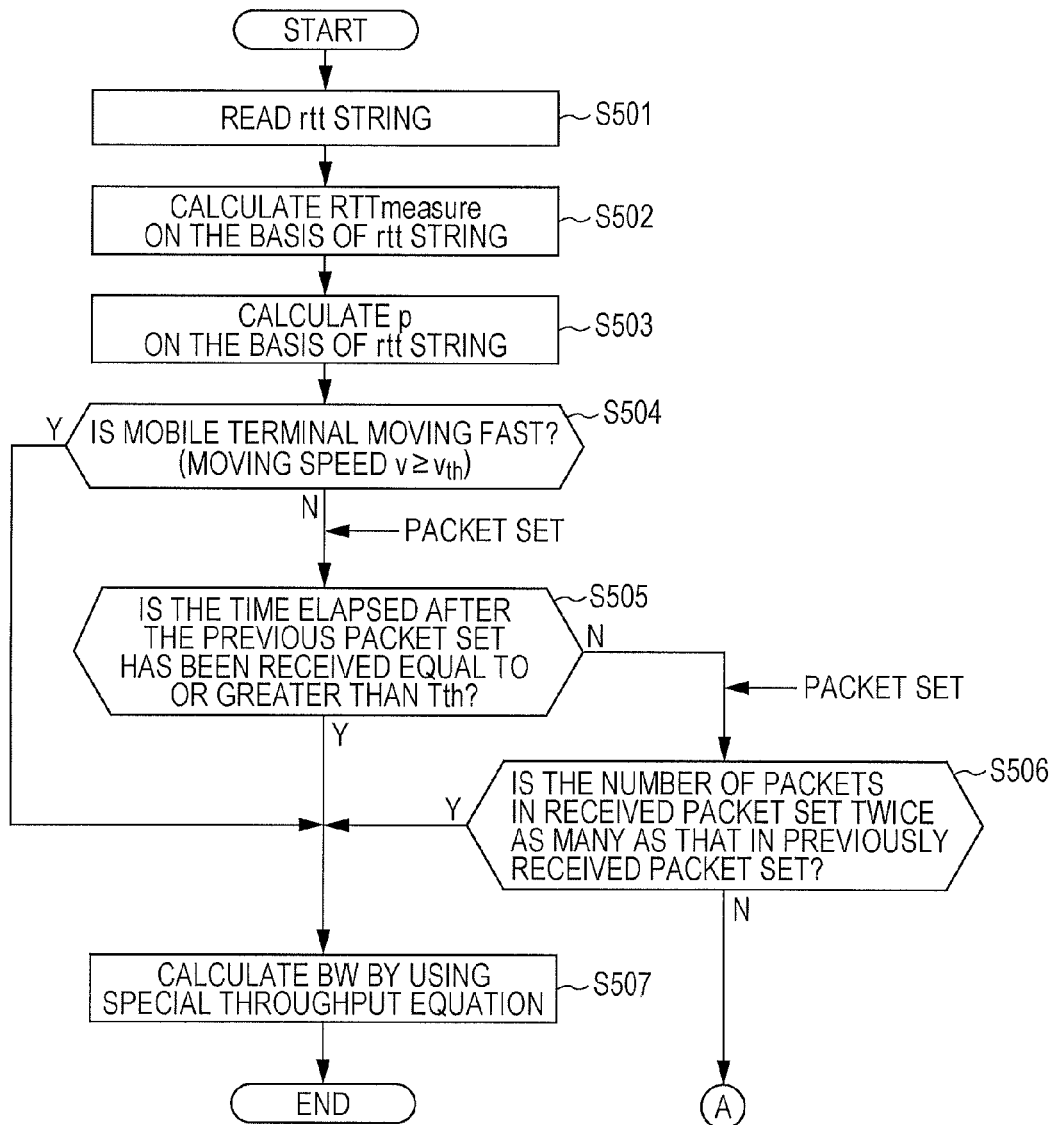 START
READ rtt STRING
S501
CALCULATE RTTmeasure
ON THE BASIS OF rtt STRING
S502
CALCULATE p
ON THE BASIS OF rtt STRING
S503
S504
Y
IS MOBILE TERMINAL MOVING FAST?
(MOVING SPEED v ≥ vth)
N
PACKET SET
S505
IS THE TIME ELAPSED AFTER
THE PREVIOUS PACKET SET
HAS BEEN RECEIVED EQUAL TO
OR GREATER THAN Tth?
N
PACKET SET
Y
S506
IS THE NUMBER OF PACKETS
IN RECEIVED PACKET SET TWICE
AS MANY AS THAT IN PREVIOUSLY
RECEIVED PACKET SET?
Y
N
CALCULATE BW BY USING
SPECIAL THROUGHPUT EQUATION
S507
END
A